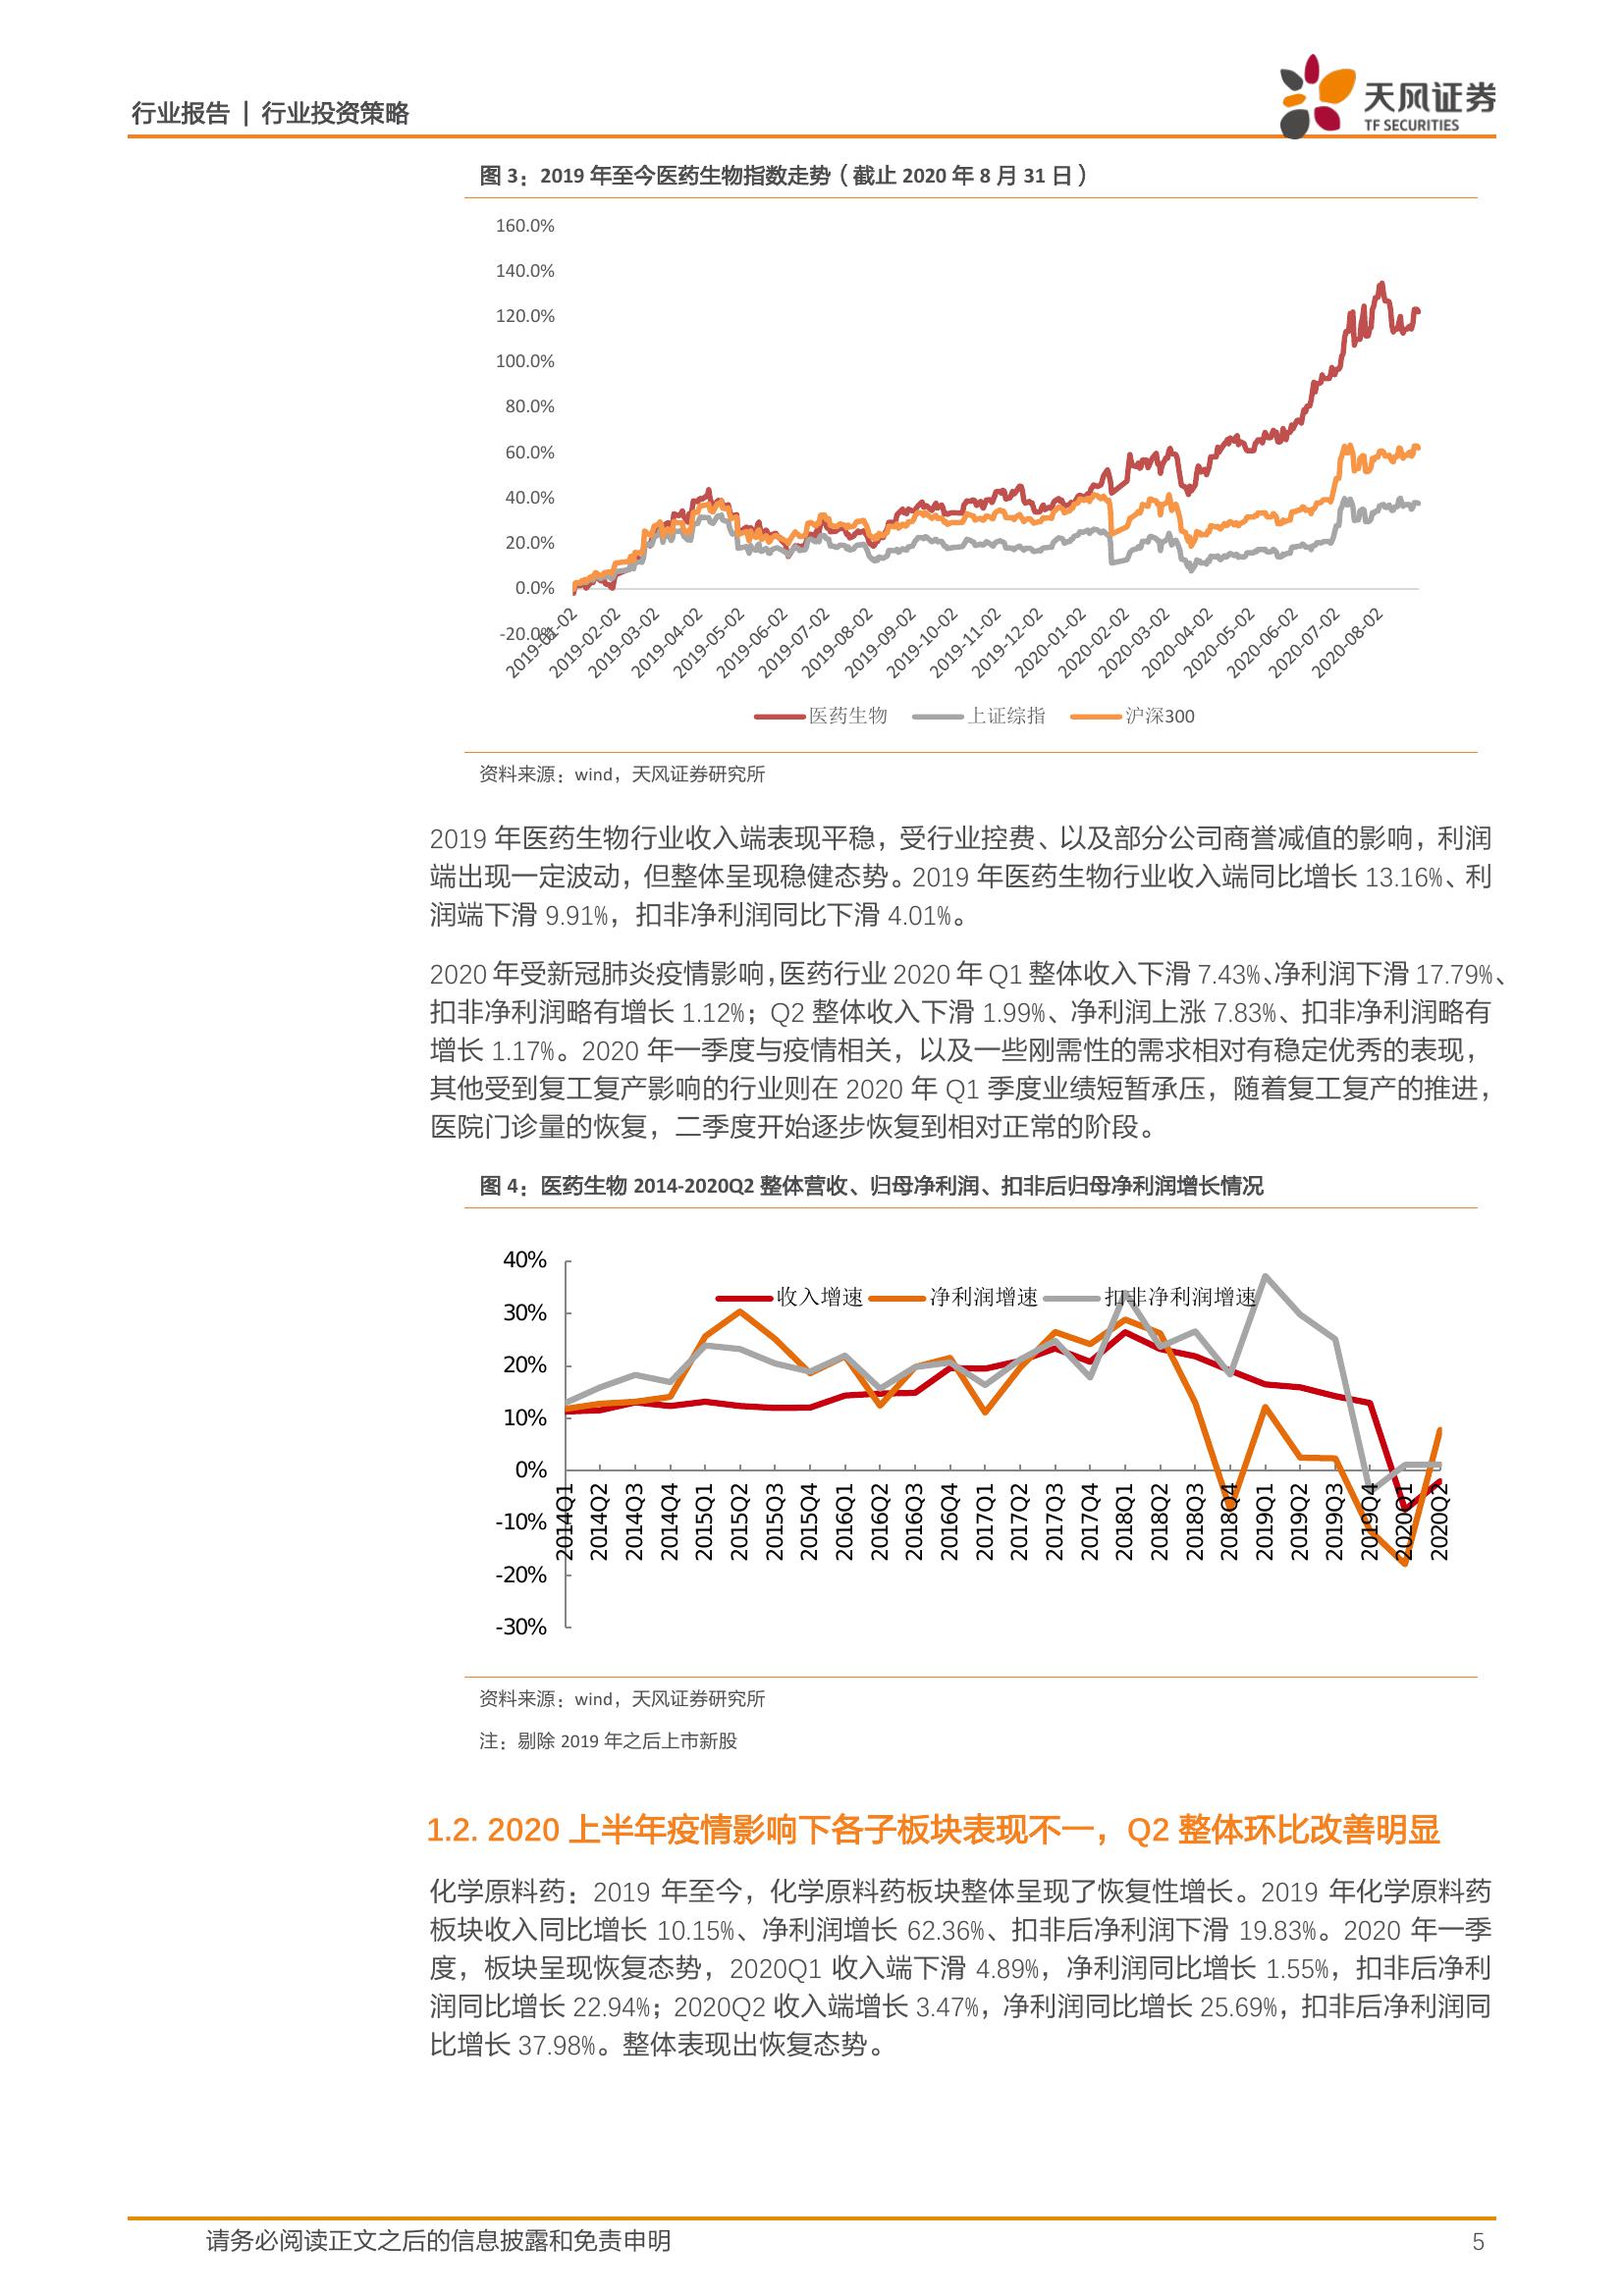 行业报告 | 行业投资策略
天风证券
TF SECURITIES
图 3：2019 年至今医药生物指数走势（截止 2020 年 8 月 31 日）
160.0%
140.0%
120.0%
100.0%
80.0%
60.0%
40.0%
20.0%
0.0%
-20.0%
2019-01-02
2019-02-02
2019-03-02
2019-04-02
2019-05-02
2019-06-02
2019-07-02
2019-08-02
2019-09-02
2019-10-02
2019-11-02
2019-12-02
2020-01-02
2020-02-02
2020-03-02
2020-04-02
2020-05-02
2020-06-02
2020-07-02
2020-08-02
医药生物 上证综指 沪深300
资料来源：wind，天风证券研究所
2019 年医药生物行业收入端表现平稳，受行业控费、以及部分公司商誉减值的影响，利润
端出现一定波动，但整体呈现稳健态势。2019 年医药生物行业收入端同比增长 13.16%、利
润端下滑 9.91%，扣非净利润同比下滑 4.01%。
2020 年受新冠肺炎疫情影响，医药行业 2020 年 Q1 整体收入下滑 7.43%、净利润下滑 17.79%、
扣非净利润略有增长 1.12%；Q2 整体收入下滑 1.99%、净利润上涨 7.83%、扣非净利润略有
增长 1.17%。2020 年一季度与疫情相关，以及一些刚需性的需求相对有稳定优秀的表现，
其他受到复工复产影响的行业则在 2020 年 Q1 季度业绩短暂承压，随着复工复产的推进，
医院门诊量的恢复，二季度开始逐步恢复到相对正常的阶段。
图 4：医药生物 2014-2020Q2 整体营收、归母净利润、扣非后归母净利润增长情况
40%
30%
20%
10%
0%
-10%
-20%
-30%
收入增速 净利润增速 扣非净利润增速
2014Q1
2014Q2
2014Q3
2014Q4
2015Q1
2015Q2
2015Q3
2015Q4
2016Q1
2016Q2
2016Q3
2016Q4
2017Q1
2017Q2
2017Q3
2017Q4
2018Q1
2018Q2
2018Q3
2018Q4
2019Q1
2019Q2
2019Q3
2019Q4
2020Q1
2020Q2
资料来源：wind，天风证券研究所
注：剔除 2019 年之后上市新股
1.2. 2020 上半年疫情影响下各子板块表现不一，Q2 整体环比改善明显
化学原料药：2019 年至今，化学原料药板块整体呈现了恢复性增长。2019 年化学原料药
板块收入同比增长 10.15%、净利润增长 62.36%、扣非后净利润下滑 19.83%。2020 年一季
度，板块呈现恢复态势，2020Q1 收入端下滑 4.89%，净利润同比增长 1.55%，扣非后净利
润同比增长 22.94%；2020Q2 收入端增长 3.47%，净利润同比增长 25.69%，扣非后净利润同
比增长 37.98%。整体表现出恢复态势。
请务必阅读正文之后的信息披露和免责申明
5